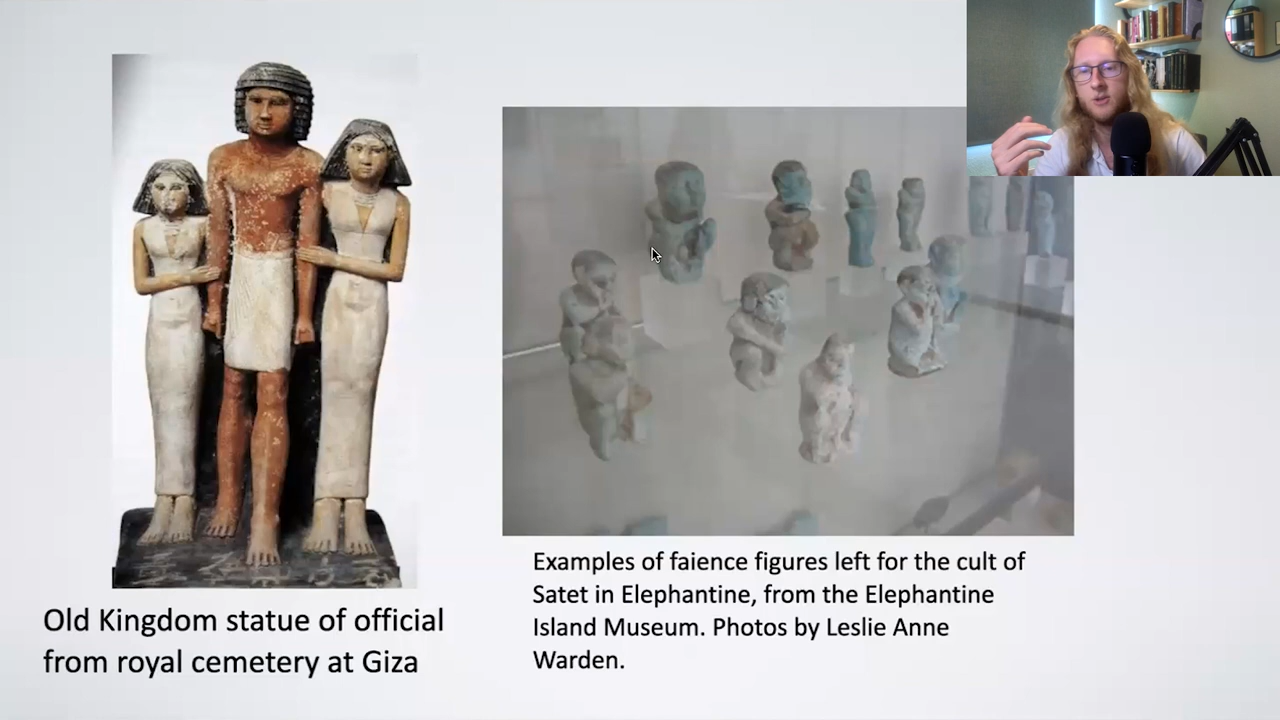 Old Kingdom statue of official
from royal cemetery at Giza
Examples of faience figures left for the cult of
Satet in Elephantine, from the Elephantine
Island Museum. Photos by Leslie Anne
Warden.